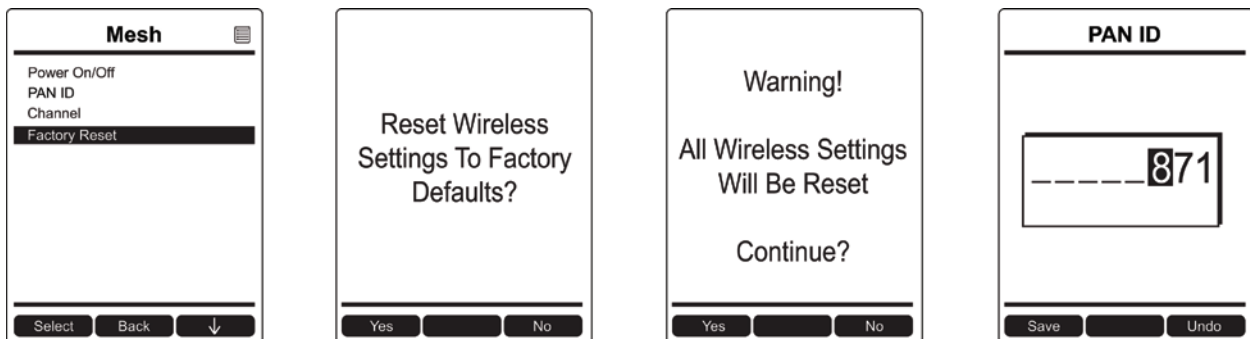 Mesh
Power On/Off
PAN ID
Channel
Factory Reset
Select Back ↓
Reset Wireless
Settings To Factory
Defaults?
Yes No
Warning!
All Wireless Settings
Will Be Reset
Continue?
Yes No
PAN ID
_____871
Save Undo